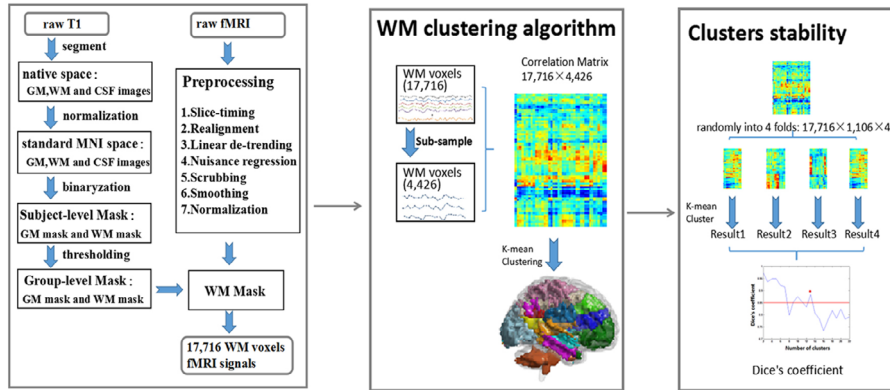 raw T1
segment
native space：
GM,WM and CSF images
normalization
standard MNI space：
GM,WM and CSF images
binaryzation
Subject-level Mask：
GM mask and WM mask
thresholding
Group-level Mask：
GM mask and WM mask
raw fMRI
Preprocessing
1.Slice-timing
2.Realignment
3.Linear de-trending
4.Nuisance regression
5.Scrubbing
6.Smoothing
7.Normalization
WM Mask
17,716 WM voxels
fMRI signals
WM clustering algorithm
WM voxels
(17,716)
Sub-sample
WM voxels
(4,426)
Correlation Matrix
17,716×4,426
K-mean
Clustering
Clusters stability
randomly into 4 folds: 17,716×1,106×4
K-mean
Cluster
Result1 Result2 Result3 Result4
Dice's coefficient
Number of clusters
Dice's coefficient